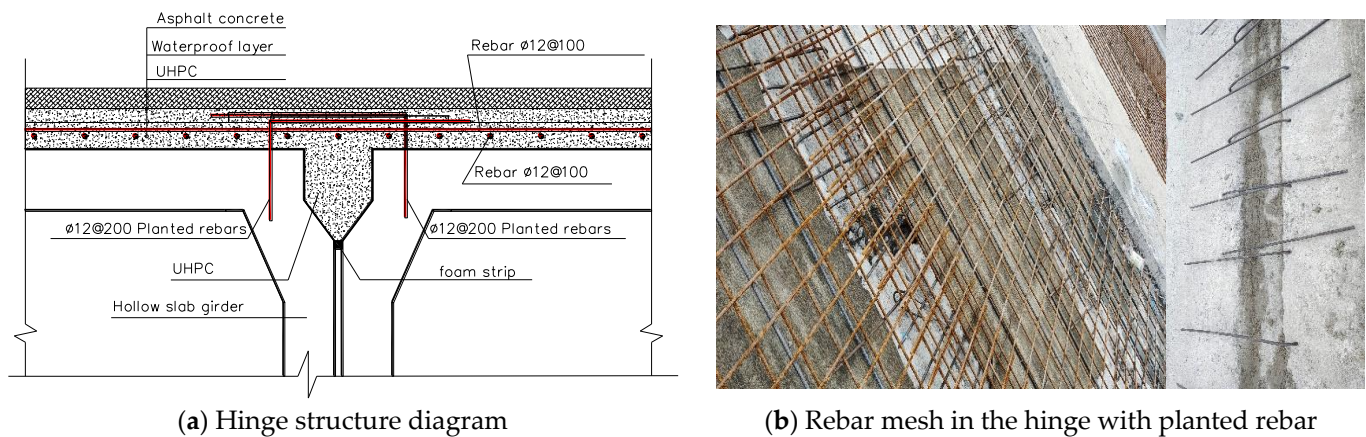 Asphalt concrete
Waterproof layer
UHPC
Rebar ø12@100
Rebar ø12@100
ø12@200 Planted rebars
ø12@200 Planted rebars
UHPC
foam strip
Hollow slab girder
(a) Hinge structure diagram
(b) Rebar mesh in the hinge with planted rebar